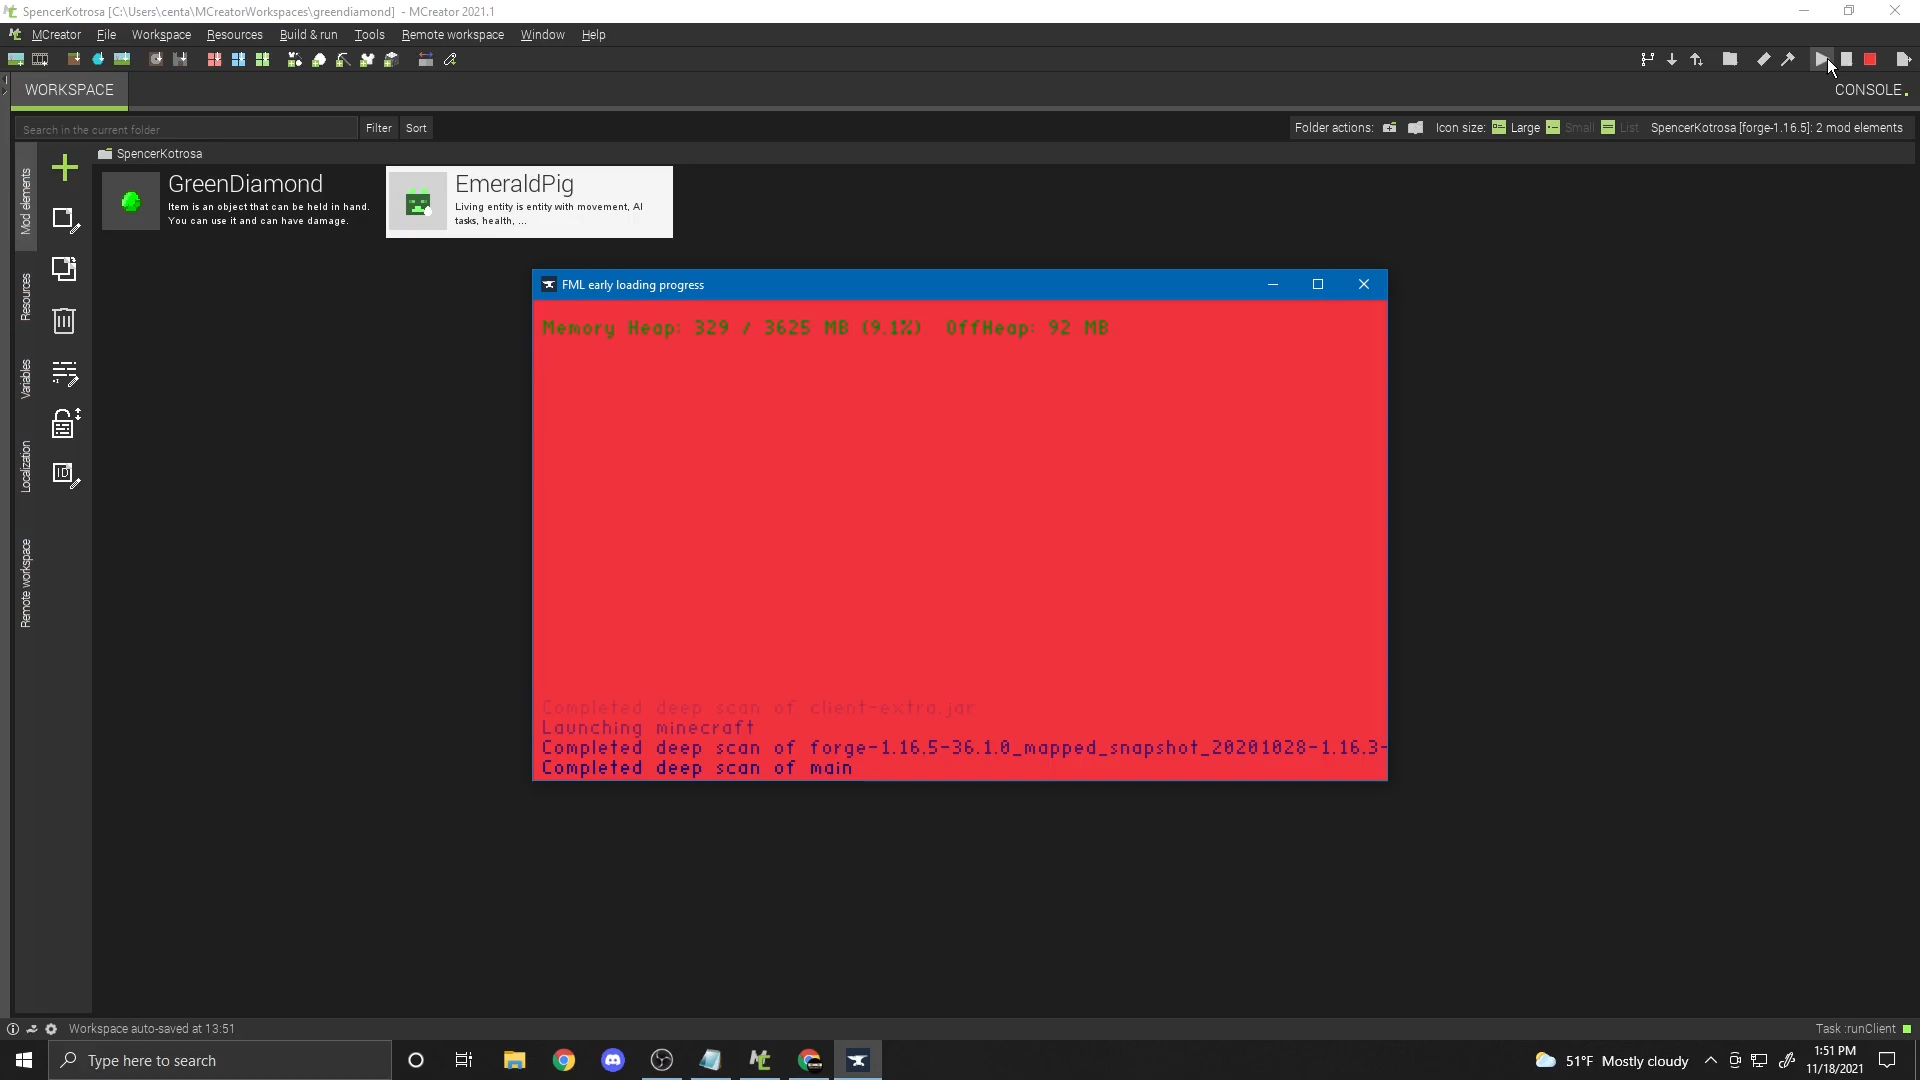 SpencerKotrosa [C:\Users\centa\MCreatorWorkspaces\greendiamond] - MCreator 2021.1
MCreator File Workspace Resources Build & run Tools Remote workspace Window Help
WORKSPACE
CONSOLE
Search in the current folder
Filter
Sort
Folder actions:
Icon size:
Large
Small
List
SpencerKotrosa [forge-1.16.5]: 2 mod elements
SpencerKotrosa
Mod elements
Resources
Variables
Localization
Remote workspace
GreenDiamond
Item is an object that can be held in hand.
You can use it and can have damage.
EmeraldPig
Living entity is entity with movement, AI
tasks, health, ...
ID
FML early loading progress
Memory Heap: 329 / 3625 MB (9.1%) OffHeap: 92 MB
Completed deep scan of client-extra.jar
Launching minecraft
Completed deep scan of forge-1.16.5-36.1.0_mapped_snapshot_20201028-1.16.3-
Completed deep scan of main
Workspace auto-saved at 13:51
Task :runClient
Type here to search
51°F Mostly cloudy
1:51 PM
11/18/2021